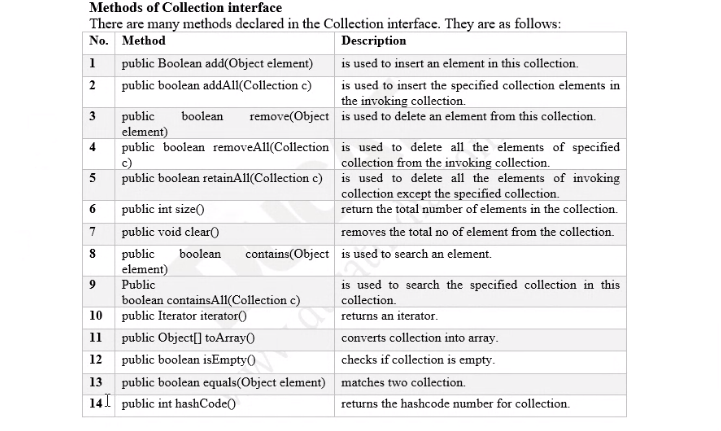 Methods of Collection interface
There are many methods declared in the Collection interface. They are as follows:
No. Method Description
1 public Boolean add(Object element) is used to insert an element in this collection.
2 public boolean addAll(Collection c) is used to insert the specified collection elements in
the invoking collection.
3 public boolean remove(Object is used to delete an element from this collection.
element)
4 public boolean removeAll(Collection is used to delete all the elements of specified
c) collection from the invoking collection.
5 public boolean retainAll(Collection c) is used to delete all the elements of invoking
collection except the specified collection.
6 public int size() return the total number of elements in the collection.
7 public void clear() removes the total no of element from the collection.
8 public boolean contains(Object is used to search an element.
element)
9 Public is used to search the specified collection in this
boolean containsAll(Collection c) collection.
10 public Iterator iterator() returns an iterator.
11 public Object[] toArray() converts collection into array.
12 public boolean isEmpty() checks if collection is empty.
13 public boolean equals(Object element) matches two collection.
14 public int hashCode() returns the hashcode number for collection.